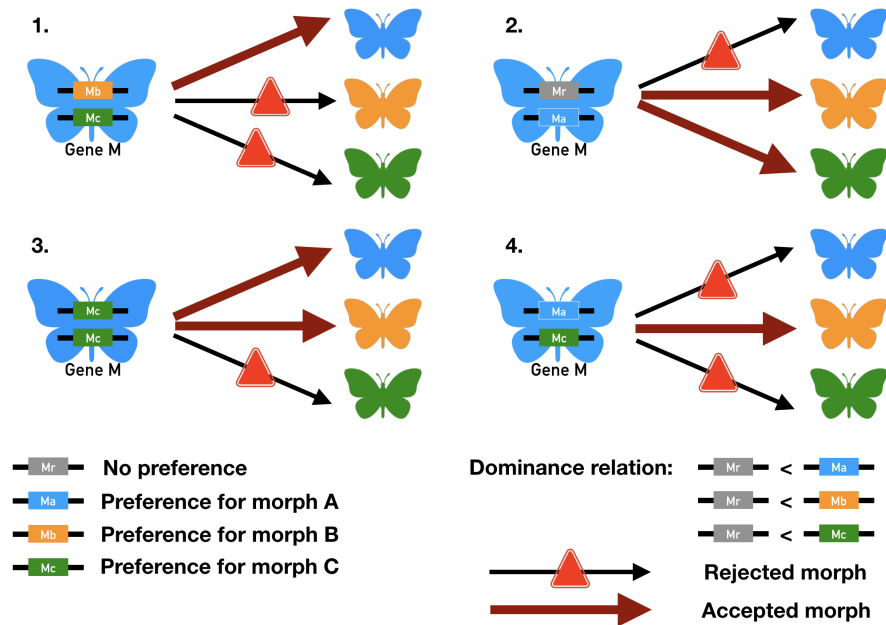 1.
Mb
Mc
Gene M
2.
Mr
Ma
Gene M
3.
Mc
Mc
Gene M
4.
Ma
Mc
Gene M
Mr No preference
Ma Preference for morph A
Mb Preference for morph B
Mc Preference for morph C
Dominance relation: Mr < Ma
Mr < Mb
Mr < Mc
Rejected morph
Accepted morph